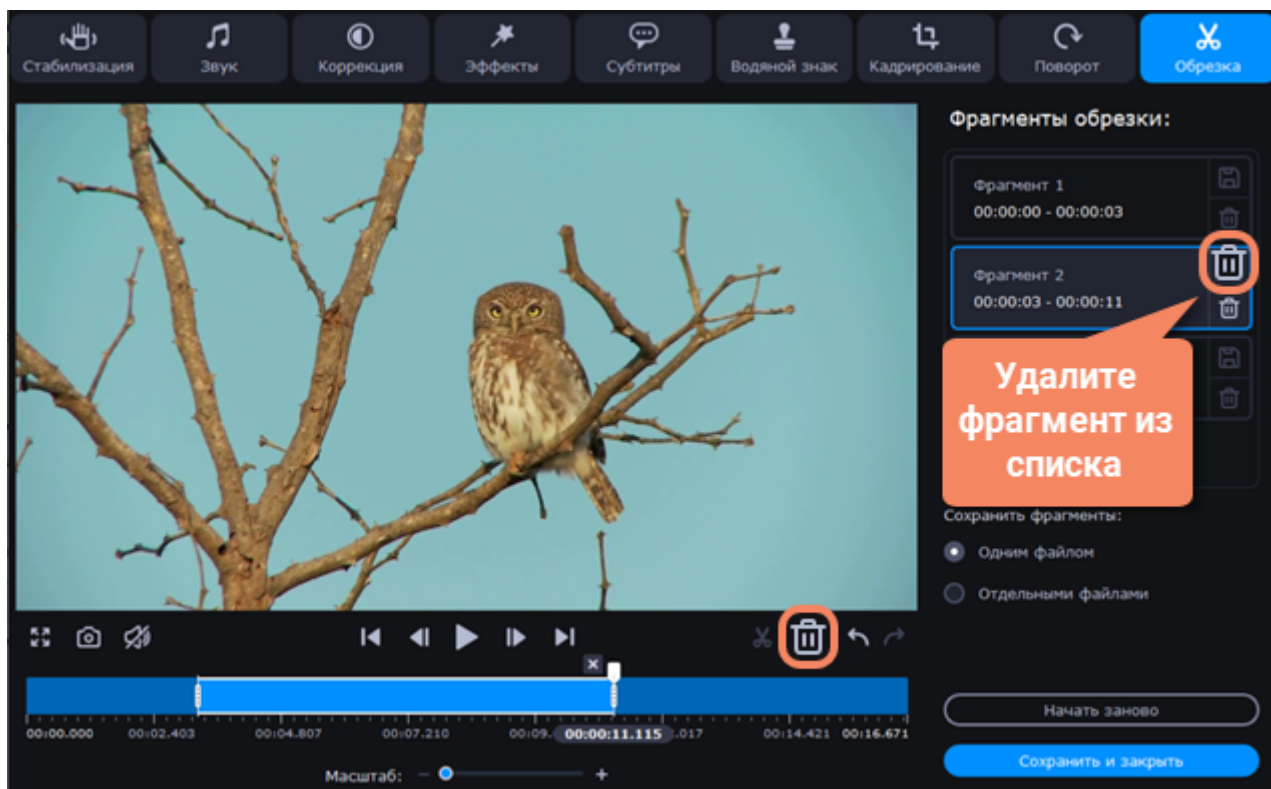 Стабилизация
Звук
Коррекция
Эффекты
Субтитры
Водяной знак
Кадрирование
Поворот
Обрезка
Фрагменты обрезки:
Фрагмент 1
00:00:00 - 00:00:03
Фрагмент 2
00:00:03 - 00:00:11
Удалите
фрагмент из
списка
Сохранить фрагменты:
Одним файлом
Отдельными файлами
00:00.000 00:02.403 00:04.807 00:07.210 00:09. 00:00:11.115 .017 00:14.421 00:16.671
Масштаб:
Начать заново
Сохранить и закрыть